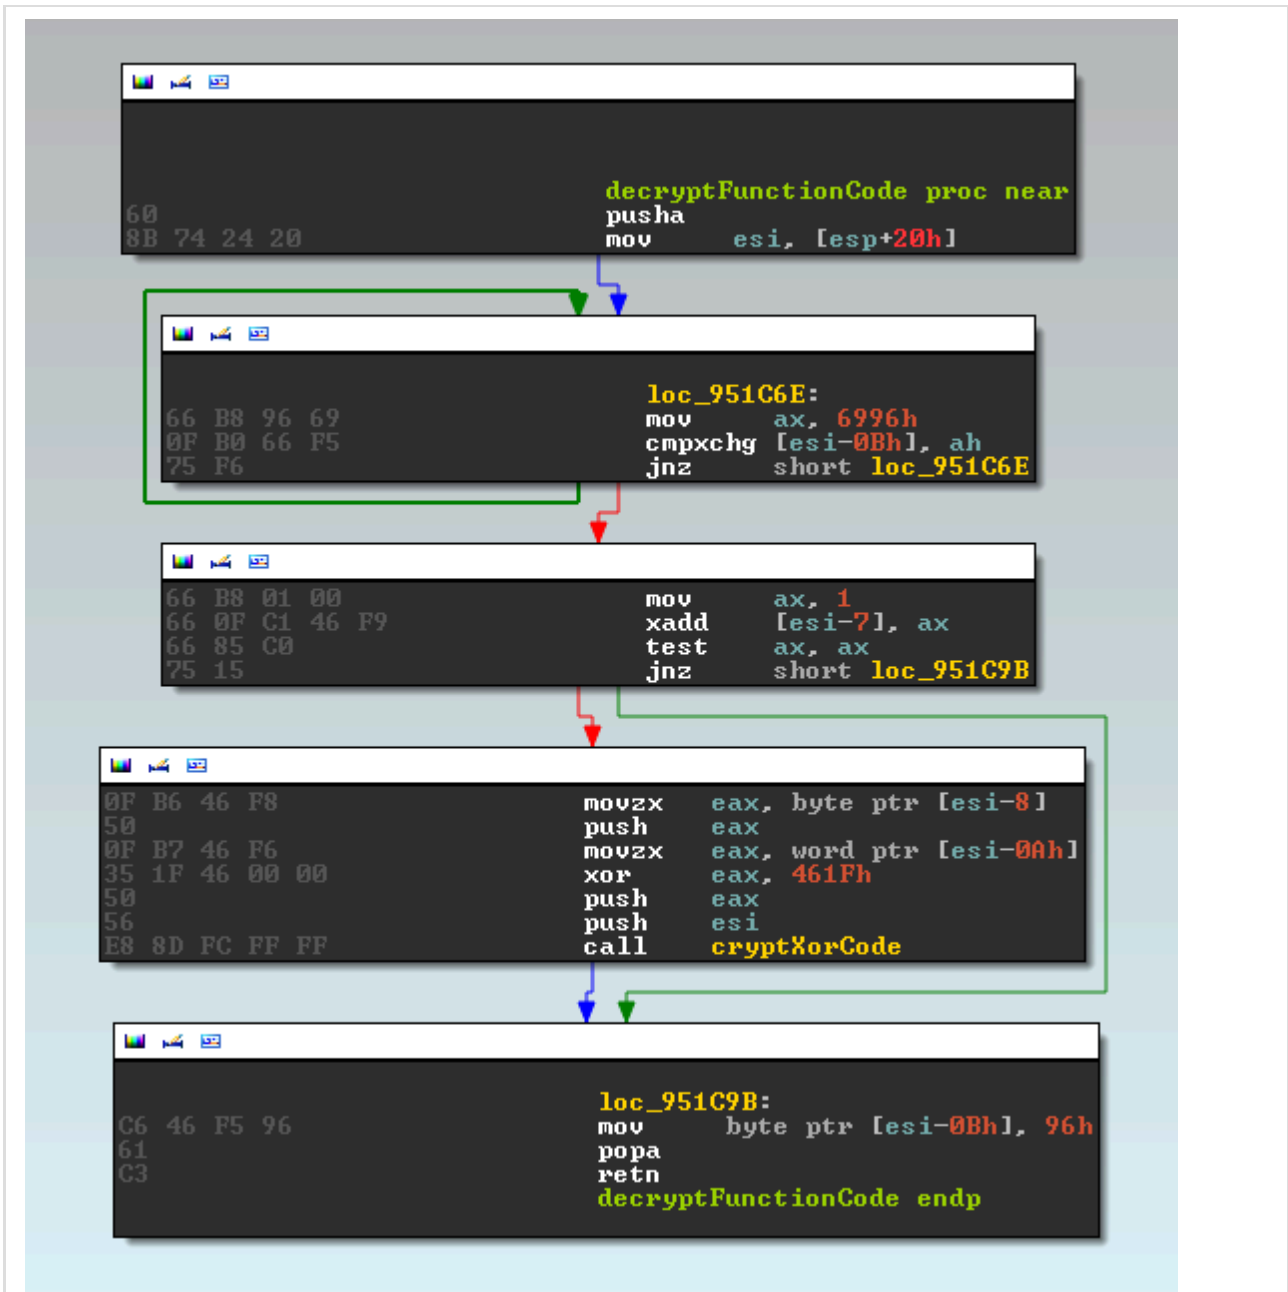 decryptFunctionCode proc near
60 pusha
8B 74 24 20 mov esi, [esp+20h]
loc_951C6E:
66 B8 96 69 mov ax, 6996h
0F B0 66 F5 cmpxchg [esi-0Bh], ah
75 F6 jnz short loc_951C6E
66 B8 01 00 mov ax, 1
66 0F C1 46 F9 xadd [esi-7], ax
66 85 C0 test ax, ax
75 15 jnz short loc_951C9B
0F B6 46 F8 movzx eax, byte ptr [esi-8]
50 push eax
0F B7 46 F6 movzx eax, word ptr [esi-0Ah]
35 1F 46 00 00 xor eax, 461Fh
50 push eax
56 push esi
E8 8D FC FF FF call cryptXorCode
loc_951C9B:
C6 46 F5 96 mov byte ptr [esi-0Bh], 96h
61 popa
C3 retn
decryptFunctionCode endp